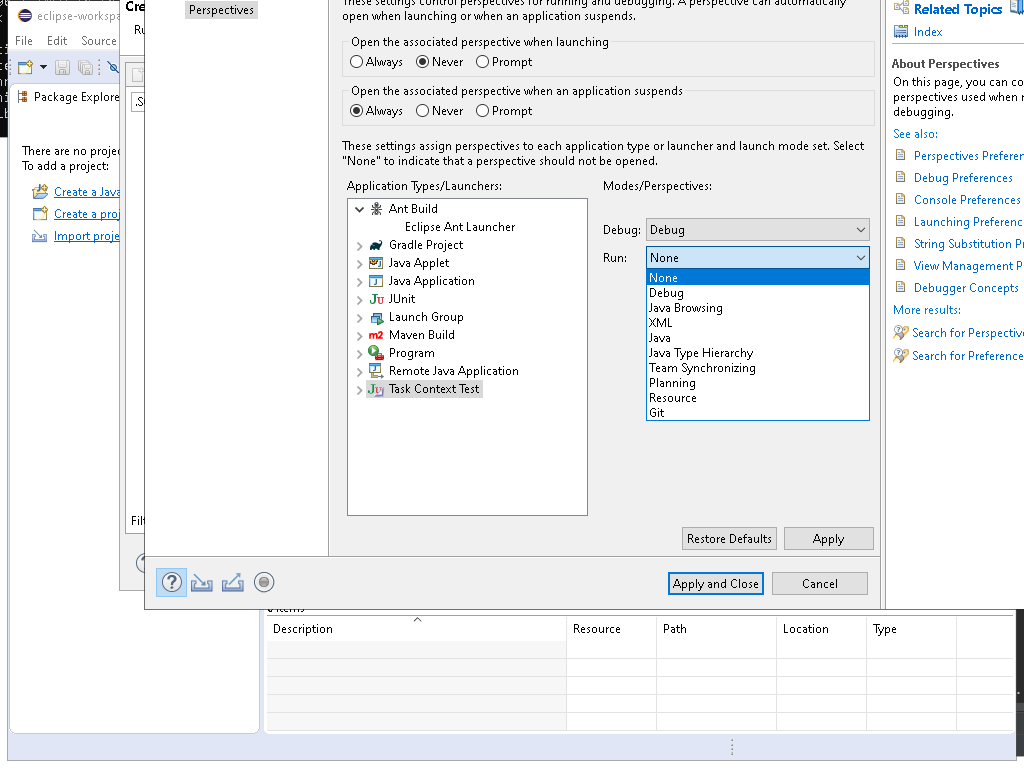 eclipse-workspa
File Edit Source
Package Explore
There are no proje
To add a project:
Create a Java
Create a proj
Import proje
Cre
Ru
Filt
Perspectives
These settings control perspectives for running and debugging. A perspective can automatically
open when launching or when an application suspends.
Open the associated perspective when launching
Always Never Prompt
Open the associated perspective when an application suspends
Always Never Prompt
These settings assign perspectives to each application type or launcher and launch mode set. Select
"None" to indicate that a perspective should not be opened.
Application Types/Launchers:
Ant Build
Eclipse Ant Launcher
Gradle Project
Java Applet
Java Application
JUnit
Launch Group
Maven Build
Program
Remote Java Application
Task Context Test
Modes/Perspectives:
Debug: Debug
Run: None
None
Debug
Java Browsing
XML
Java
Java Type Hierarchy
Team Synchronizing
Planning
Resource
Git
Restore Defaults Apply
Apply and Close Cancel
Related Topics
Index
About Perspectives
On this page, you can co
perspectives used when r
debugging.
See also:
Perspectives Preferen
Debug Preferences
Console Preferences
Launching Preferenc
String Substitution Pr
View Management P
Debugger Concepts
More results:
Search for Perspective
Search for Preference
items
Description Resource Path Location Type